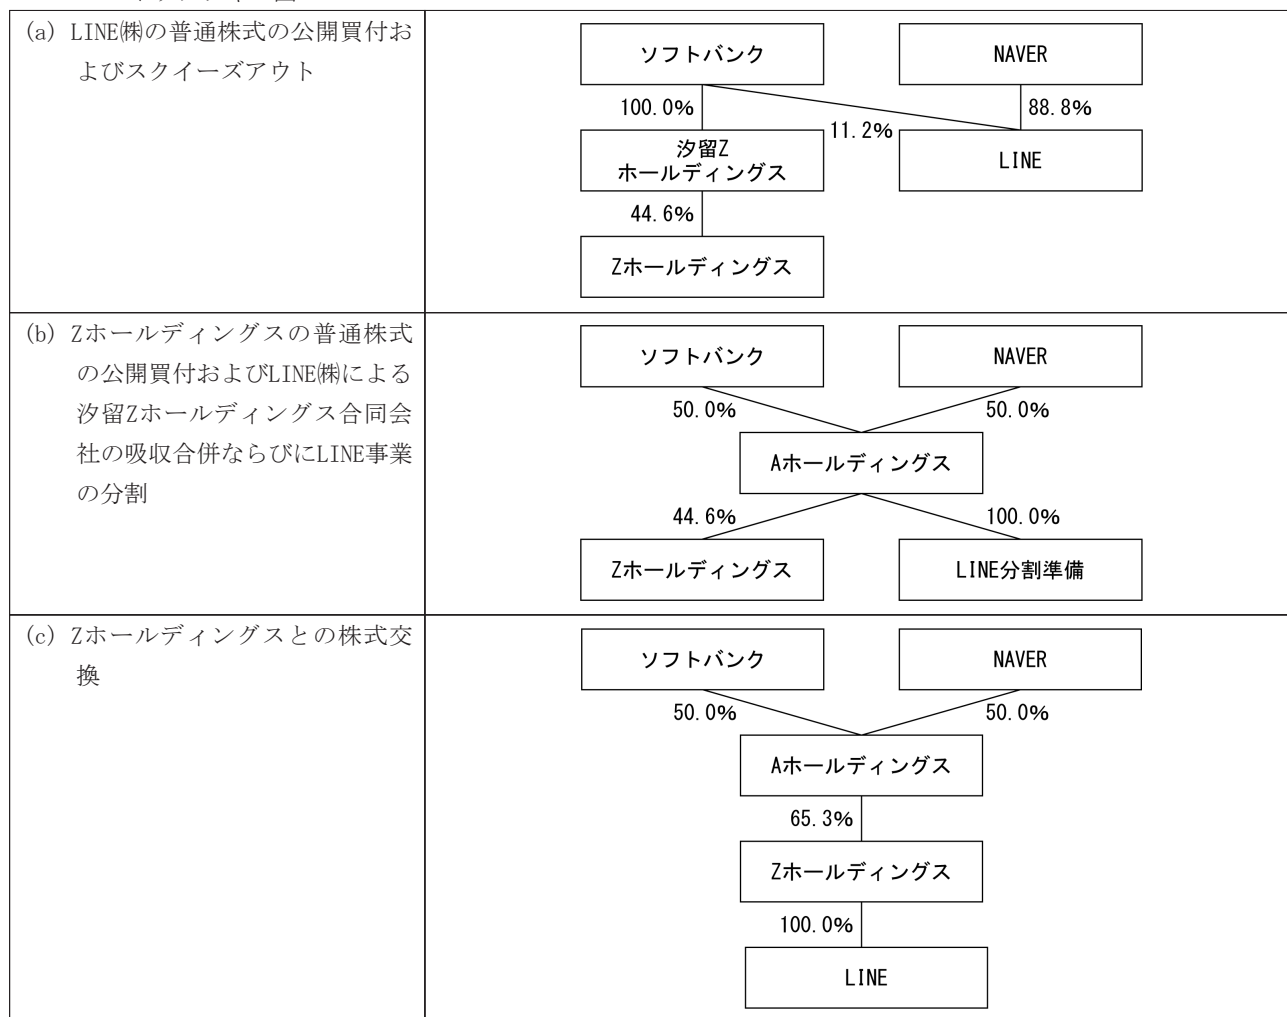 (a) LINE㈱の普通株式の公開買付お
よびスクイーズアウト
ソフトバンク
NAVER
100.0%
11.2%
88.8%
汐留Z
ホールディングス
LINE
44.6%
Zホールディングス
(b) Zホールディングスの普通株式
の公開買付およびLINE㈱による
汐留Zホールディングス合同会
社の吸収合併ならびにLINE事業
の分割
ソフトバンク
NAVER
50.0%
50.0%
Aホールディングス
44.6%
100.0%
Zホールディングス
LINE分割準備
(c) Zホールディングスとの株式交
換
ソフトバンク
NAVER
50.0%
50.0%
Aホールディングス
65.3%
Zホールディングス
100.0%
LINE